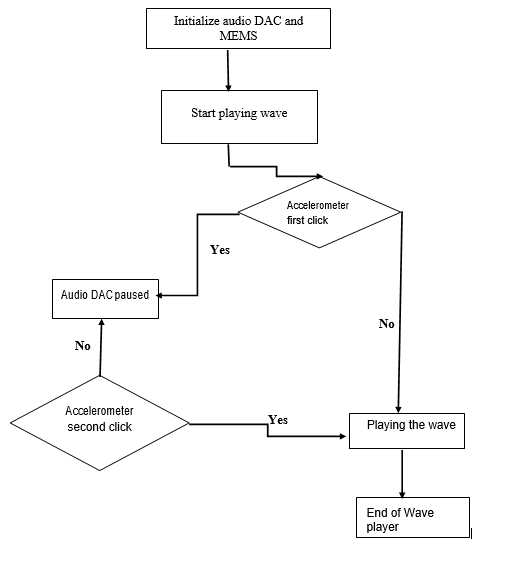 Initialize audio DAC and
MEMS
Start playing wave
Accelerometer
first click
Yes
Audio DAC paused
No
No
Accelerometer
second click
Yes
Playing the wave
End of Wave
player